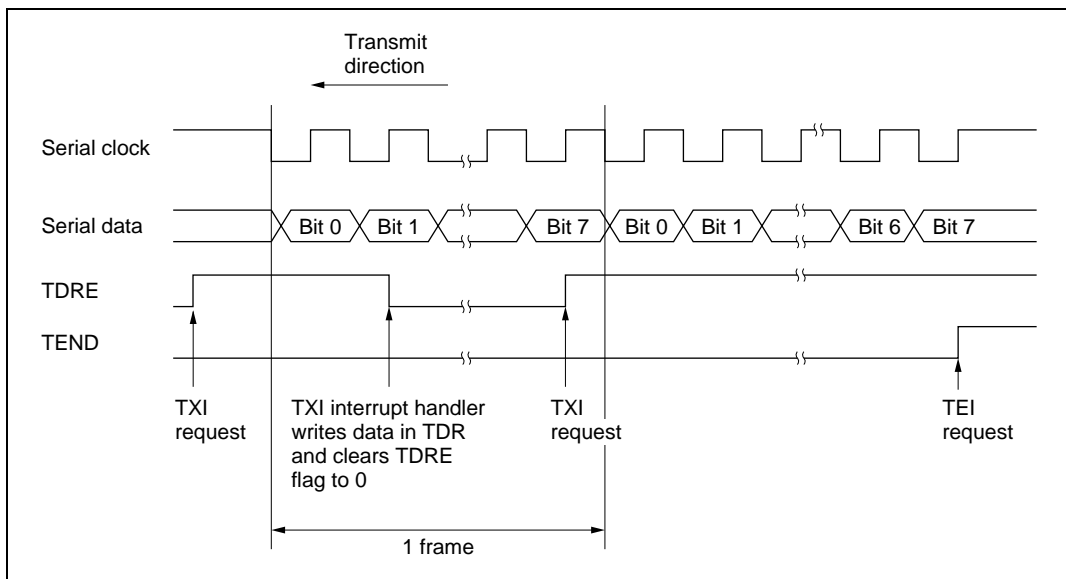 Transmit
direction
Serial clock
Serial data
Bit 0
Bit 1
Bit 7
Bit 0
Bit 1
Bit 6
Bit 7
TDRE
TEND
TXI
request
TXI interrupt handler
writes data in TDR
and clears TDRE
flag to 0
TXI
request
TEI
request
1 frame